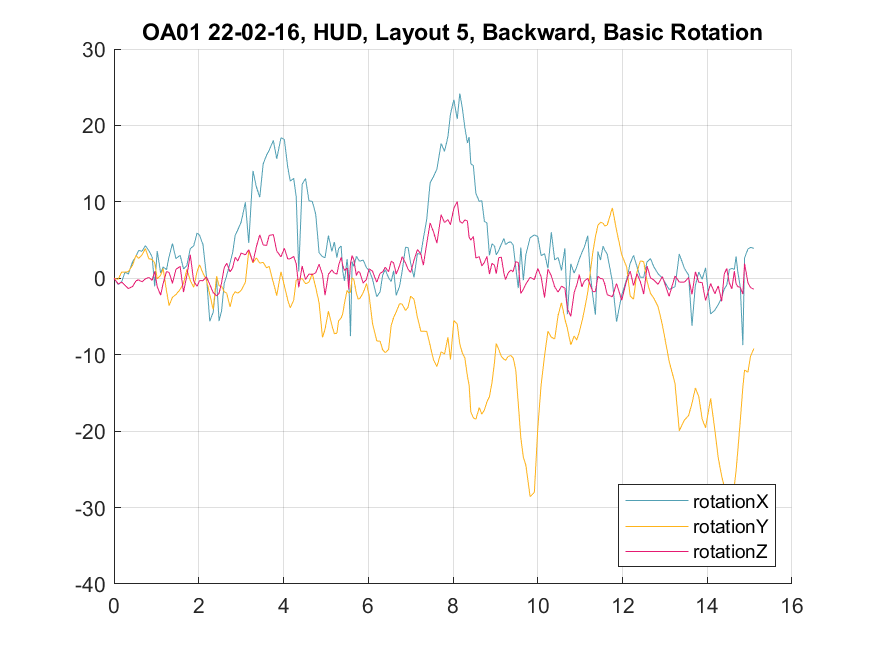 OA01 22-02-16, HUD, Layout 5, Backward, Basic Rotation
30
20
10
0
-10
-20
-30
-40
0 2 4 6 8 10 12 14 16
rotationX
rotationY
rotationZ